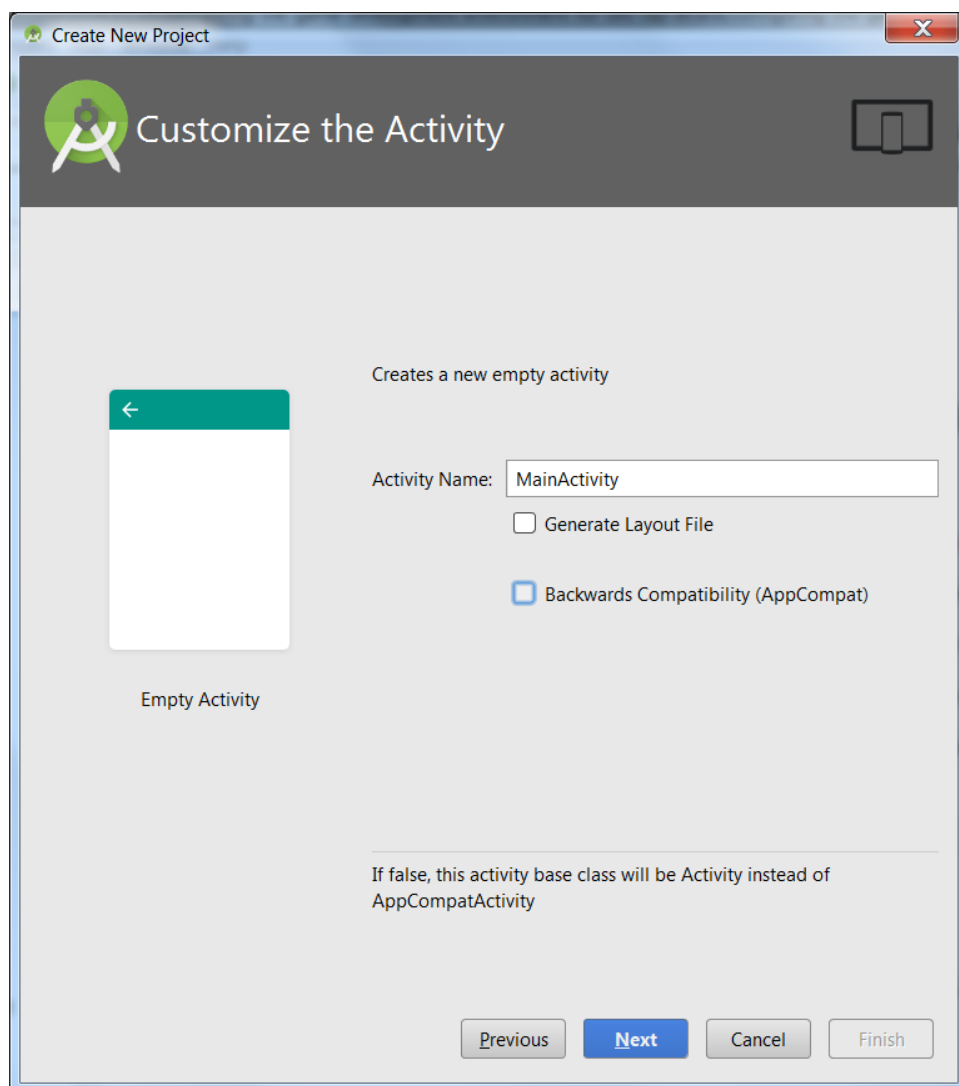 Create New Project
Customize the Activity
Creates a new empty activity
Activity Name: MainActivity
Generate Layout File
Backwards Compatibility (AppCompat)
Empty Activity
If false, this activity base class will be Activity instead of
AppCompatActivity
Previous Next Cancel Finish